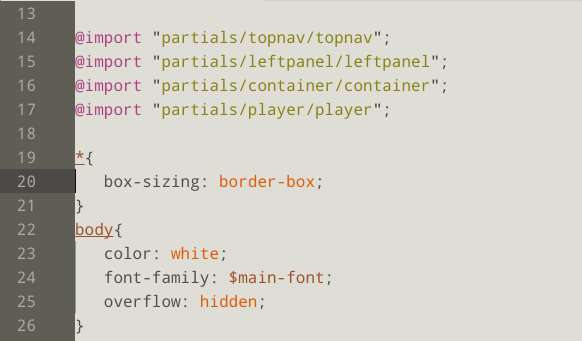 13
14 @import "partials/topnav/topnav";
15 @import "partials/leftpanel/leftpanel";
16 @import "partials/container/container";
17 @import "partials/player/player";
18
19 *{
20 box-sizing: border-box;
21 }
22 body{
23 color: white;
24 font-family: $main-font;
25 overflow: hidden;
26 }